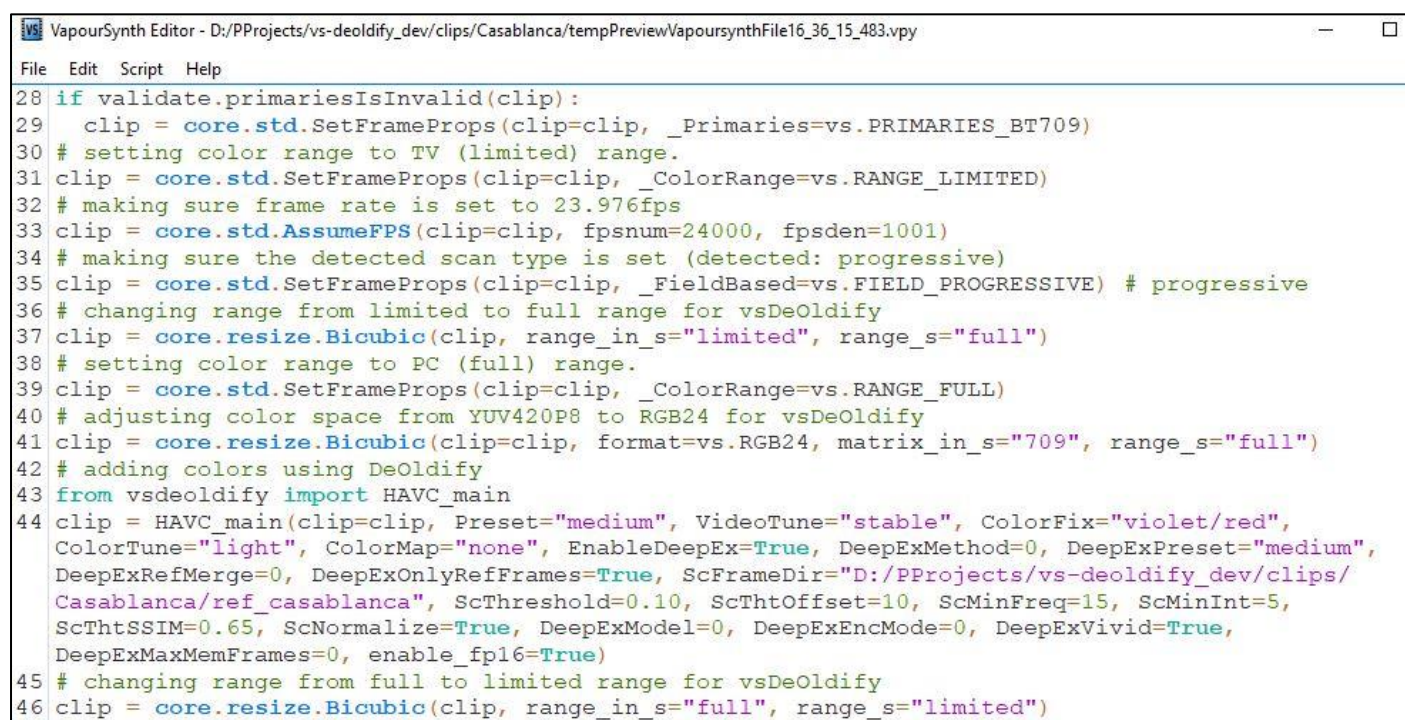 VS VapourSynth Editor - D:/PProjects/vs-deoldify_dev/clips/Casablanca/tempPreviewVapoursynthFile16_36_15_483.vpy
File Edit Script Help
28 if validate.primariesIsInvalid(clip):
29   clip = core.std.SetFrameProps(clip=clip, _Primaries=vs.PRIMARIES_BT709)
30 # setting color range to TV (limited) range.
31 clip = core.std.SetFrameProps(clip=clip, _ColorRange=vs.RANGE_LIMITED)
32 # making sure frame rate is set to 23.976fps
33 clip = core.std.AssumeFPS(clip=clip, fpsnum=24000, fpsden=1001)
34 # making sure the detected scan type is set (detected: progressive)
35 clip = core.std.SetFrameProps(clip=clip, _FieldBased=vs.FIELD_PROGRESSIVE) # progressive
36 # changing range from limited to full range for vsDeOldify
37 clip = core.resize.Bicubic(clip, range_in_s="limited", range_s="full")
38 # setting color range to PC (full) range.
39 clip = core.std.SetFrameProps(clip=clip, _ColorRange=vs.RANGE_FULL)
40 # adjusting color space from YUV420P8 to RGB24 for vsDeOldify
41 clip = core.resize.Bicubic(clip=clip, format=vs.RGB24, matrix_in_s="709", range_s="full")
42 # adding colors using DeOldify
43 from vsdeoldify import HAVC_main
44 clip = HAVC_main(clip=clip, Preset="medium", VideoTune="stable", ColorFix="violet/red",
ColorTune="light", ColorMap="none", EnableDeepEx=True, DeepExMethod=0, DeepExPreset="medium",
DeepExRefMerge=0, DeepExOnlyRefFrames=True, ScFrameDir="D:/PProjects/vs-deoldify_dev/clips/
Casablanca/ref_casablanca", ScThreshold=0.10, ScThtOffset=10, ScMinFreq=15, ScMinInt=5,
ScThtSSIM=0.65, ScNormalize=True, DeepExModel=0, DeepExEncMode=0, DeepExVivid=True,
DeepExMaxMemFrames=0, enable_fp16=True)
45 # changing range from full to limited range for vsDeOldify
46 clip = core.resize.Bicubic(clip, range_in_s="full", range_s="limited")